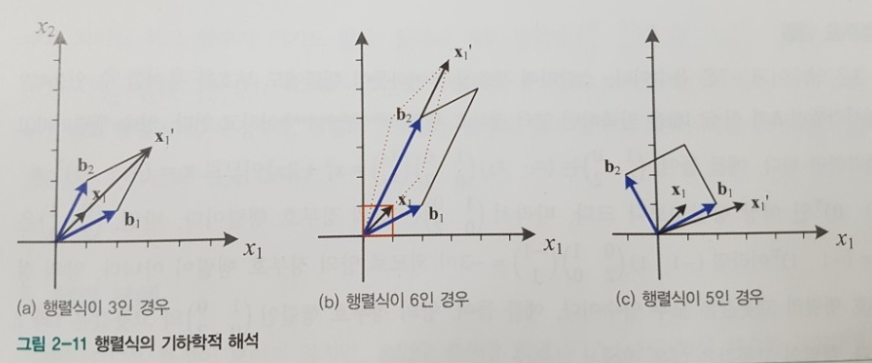 x₂
x₁'
b₂
x₁
b₁
x₁
(a) 행렬식이 3인 경우
x₁'
b₂
x₁
b₁
x₁
(b) 행렬식이 6인 경우
b₂
x₁
b₁
x₁'
x₁
(c) 행렬식이 5인 경우
그림 2-11 행렬식의 기하학적 해석